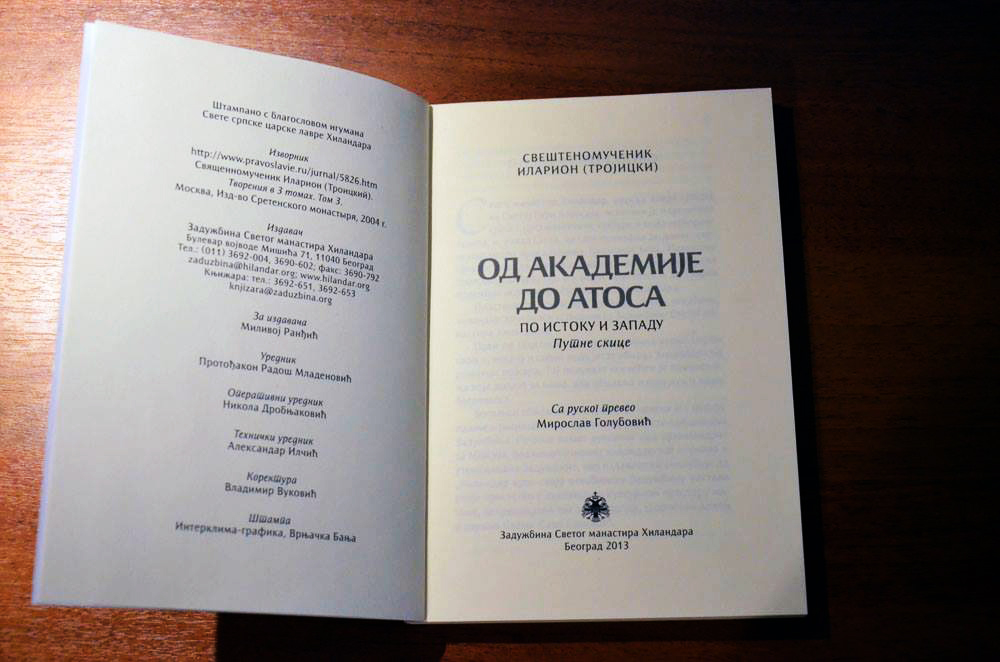 Штампано с благословом игумана
Свете српске царске лавре Хиландара
Изворник
http://www.pravoslavie.ru/jurnal/5826.htm
Священномученик Иларион (Троицкий).
Творения в 3 томах. Том 3.
Москва, Изд-во Сретенского монастыря, 2004 г.
Издавач
Задужбина Светог манастира Хиландара
Булевар војводе Мишића 71, 11040 Београд
Тел.: (011) 3692-004, 3690-602; факс: 3690-792
zaduzbina@hilandar.org; www.hilandar.org
Књижара: тел.: 3692-651, 3692-653
knjizara@zaduzbina.org
За издавача
Миливој Ранђић
Уредник
Протођакон Радош Младеновић
Оперативни уредник
Никола Дробњаковић
Технички уредник
Александар Илчић
Коректура
Владимир Вуковић
Штампа
Интерклима-графика, Врњачка Бања
СВЕШТЕНОМУЧЕНИК
ИЛАРИОН (ТРОЈИЦКИ)
ОД АКАДЕМИЈЕ
ДО АТОСА
ПО ИСТОКУ И ЗАПАДУ
Путне скице
Са руског превео
Мирослав Голубовић
Задужбина Светог манастира Хиландара
Београд 2013